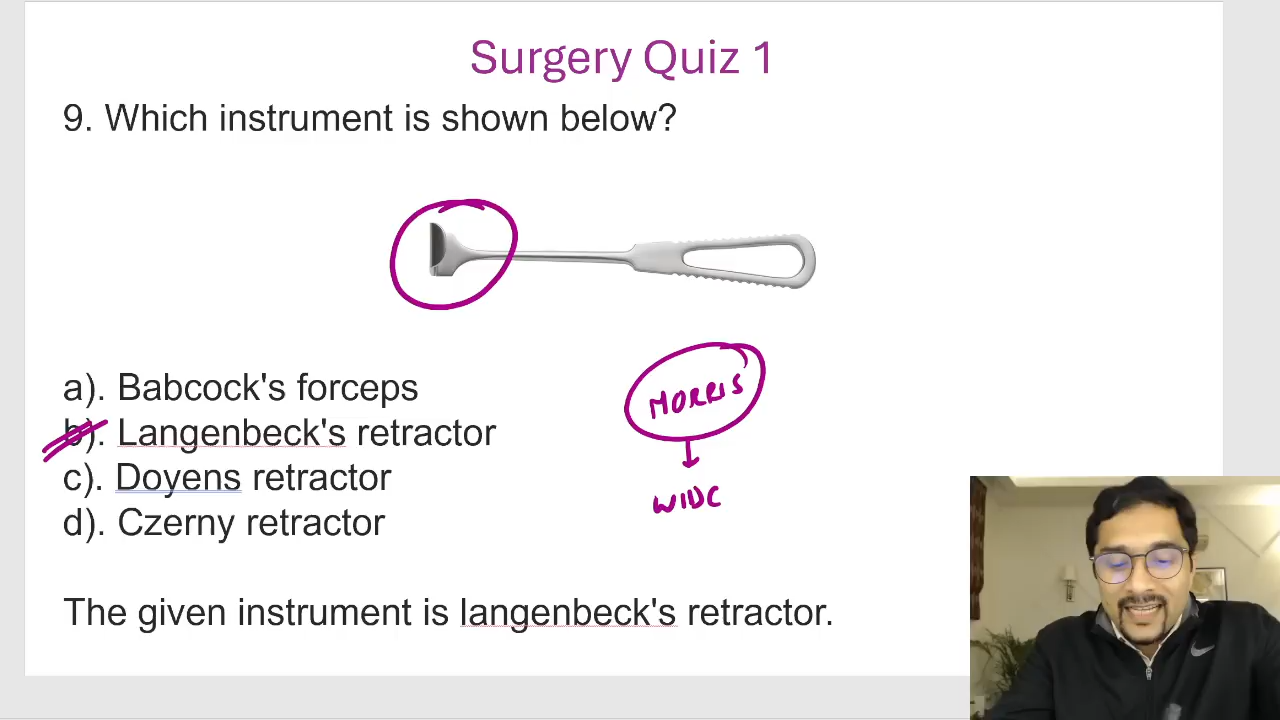 Surgery Quiz 1
9. Which instrument is shown below?
a). Babcock's forceps
MORRIS
b). Langenbeck's retractor
c). Doyens retractor
WIDE
d). Czerny retractor
The given instrument is langenbeck's retractor.